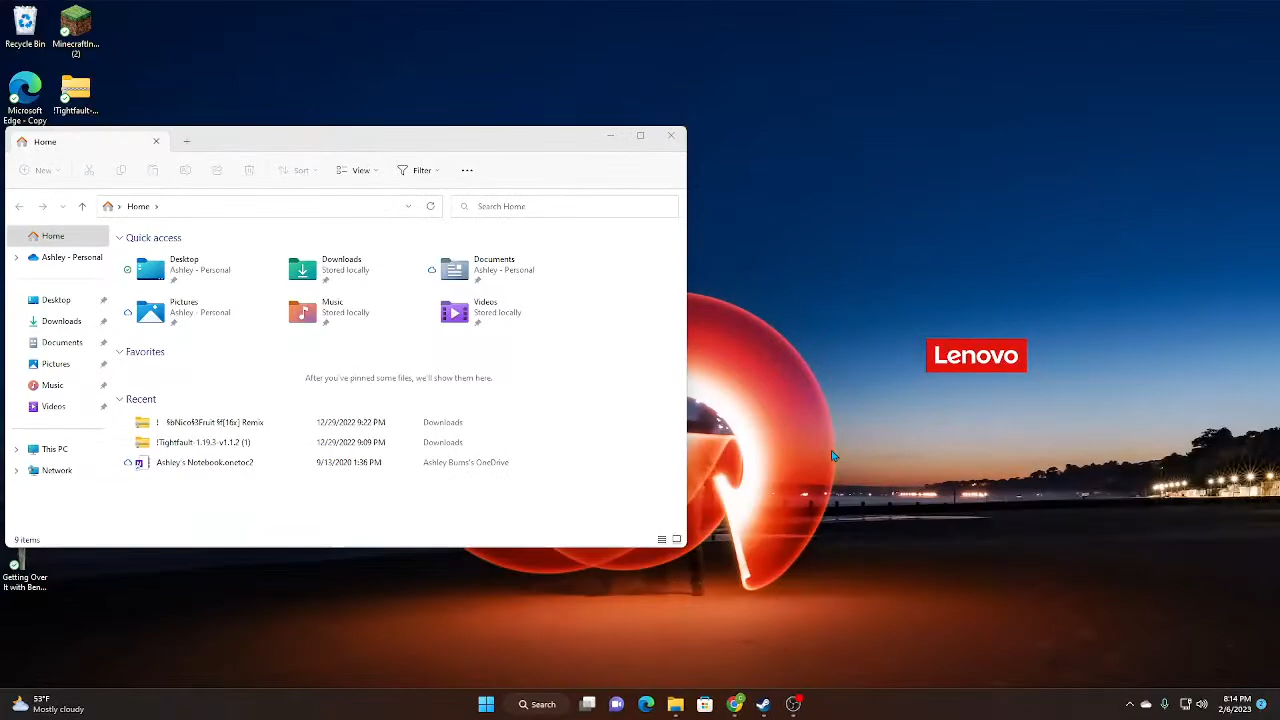 Recycle Bin
MinecraftIn...
(2)
Microsoft
Edge - Copy
!Tightfault-...
Home
New
Sort
View
Filter
Home
Search Home
Home
Ashley - Personal
Desktop
Downloads
Documents
Pictures
Music
Videos
This PC
Network
Quick access
Desktop
Ashley - Personal
Downloads
Stored locally
Documents
Ashley - Personal
Pictures
Ashley - Personal
Music
Stored locally
Videos
Stored locally
Favorites
After you've pinned some files, we'll show them here.
Recent
12/29/2022 9:22 PM Downloads
!Tightfault-1.19.3-v1.1.2 (1) 12/29/2022 9:09 PM Downloads
Ashley's Notebook.onetoc2 9/13/2020 1:36 PM Ashley Burns's OneDrive
9 items
Getting Over
It with Ben...
Lenovo
53°F
Mostly cloudy
Search
8:14 PM
2/6/2023
2